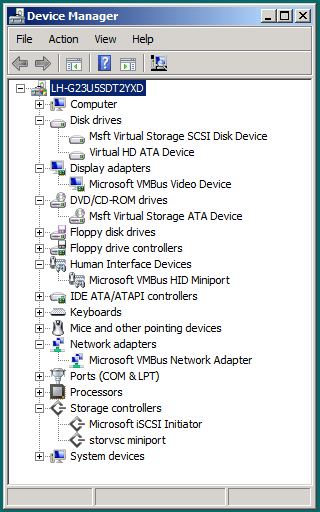 Device Manager
File Action View Help
LH-G23U5SDT2YXD
Computer
Disk drives
Msft Virtual Storage SCSI Disk Device
Virtual HD ATA Device
Display adapters
Microsoft VMBus Video Device
DVD/CD-ROM drives
Msft Virtual Storage ATA Device
Floppy disk drives
Floppy drive controllers
Human Interface Devices
Microsoft VMBus HID Miniport
IDE ATA/ATAPI controllers
Keyboards
Mice and other pointing devices
Network adapters
Microsoft VMBus Network Adapter
Ports (COM & LPT)
Processors
Storage controllers
Microsoft iSCSI Initiator
storvsc miniport
System devices